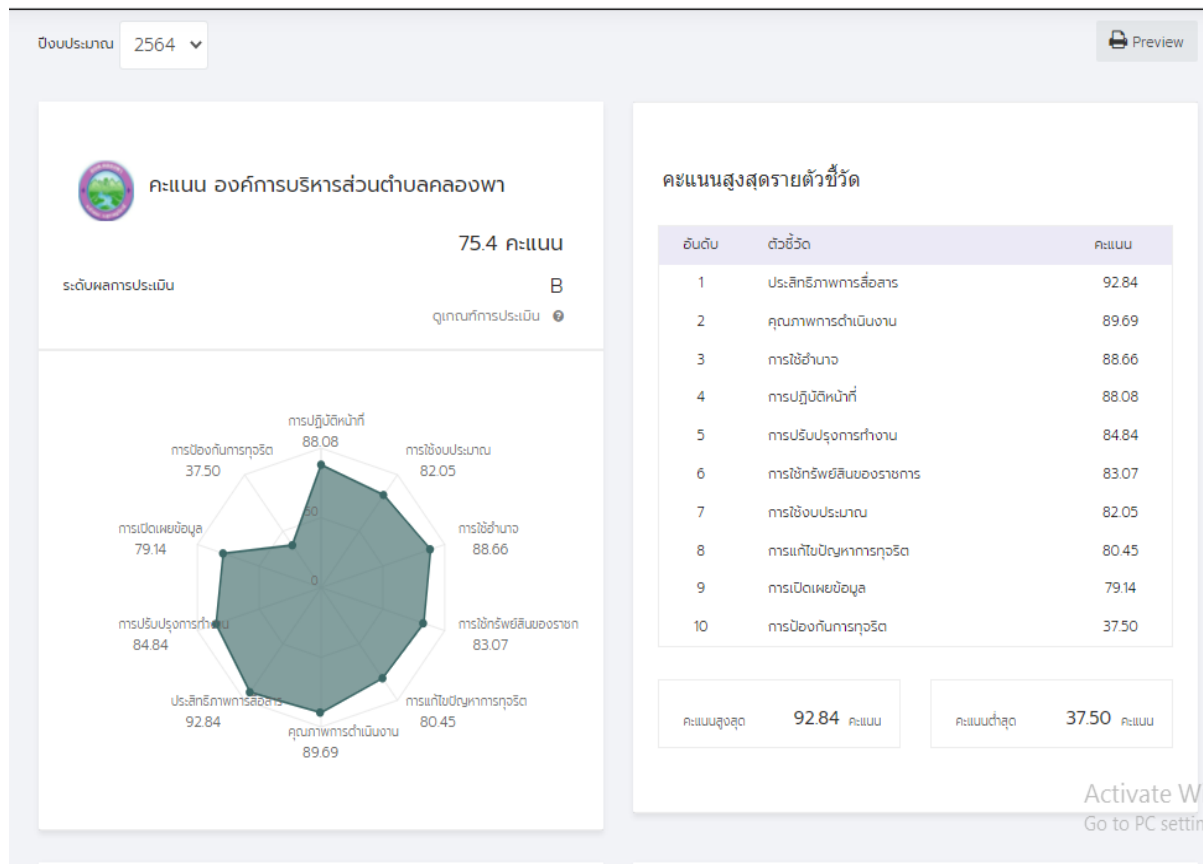 ปีงบประมาณ 2564
Preview
คะแนน องค์การบริหารส่วนตำบลคลองพา
75.4 คะแนน
ระดับผลการประเมิน B
ดูเกณฑ์การประเมิน
การปฏิบัติหน้าที่
88.08
การป้องกันการทุจริต
37.50
การใช้งบประมาณ
82.05
50
การเปิดเผยข้อมูล
79.14
การใช้อำนาจ
88.66
0
การปรับปรุงการทำงาน
84.84
การใช้ทรัพย์สินของราชก
83.07
ประสิทธิภาพการสื่อสาร
92.84
การแก้ไขปัญหาการทุจริต
80.45
คุณภาพการดำเนินงาน
89.69
คะแนนสูงสุดรายตัวชี้วัด
อันดับ ตัวชี้วัด คะแนน
1 ประสิทธิภาพการสื่อสาร 92.84
2 คุณภาพการดำเนินงาน 89.69
3 การใช้อำนาจ 88.66
4 การปฏิบัติหน้าที่ 88.08
5 การปรับปรุงการทำงาน 84.84
6 การใช้ทรัพย์สินของราชการ 83.07
7 การใช้งบประมาณ 82.05
8 การแก้ไขปัญหาการทุจริต 80.45
9 การเปิดเผยข้อมูล 79.14
10 การป้องกันการทุจริต 37.50
คะแนนสูงสุด 92.84 คะแนน
คะแนนต่ำสุด 37.50 คะแนน
Activate W
Go to PC settin